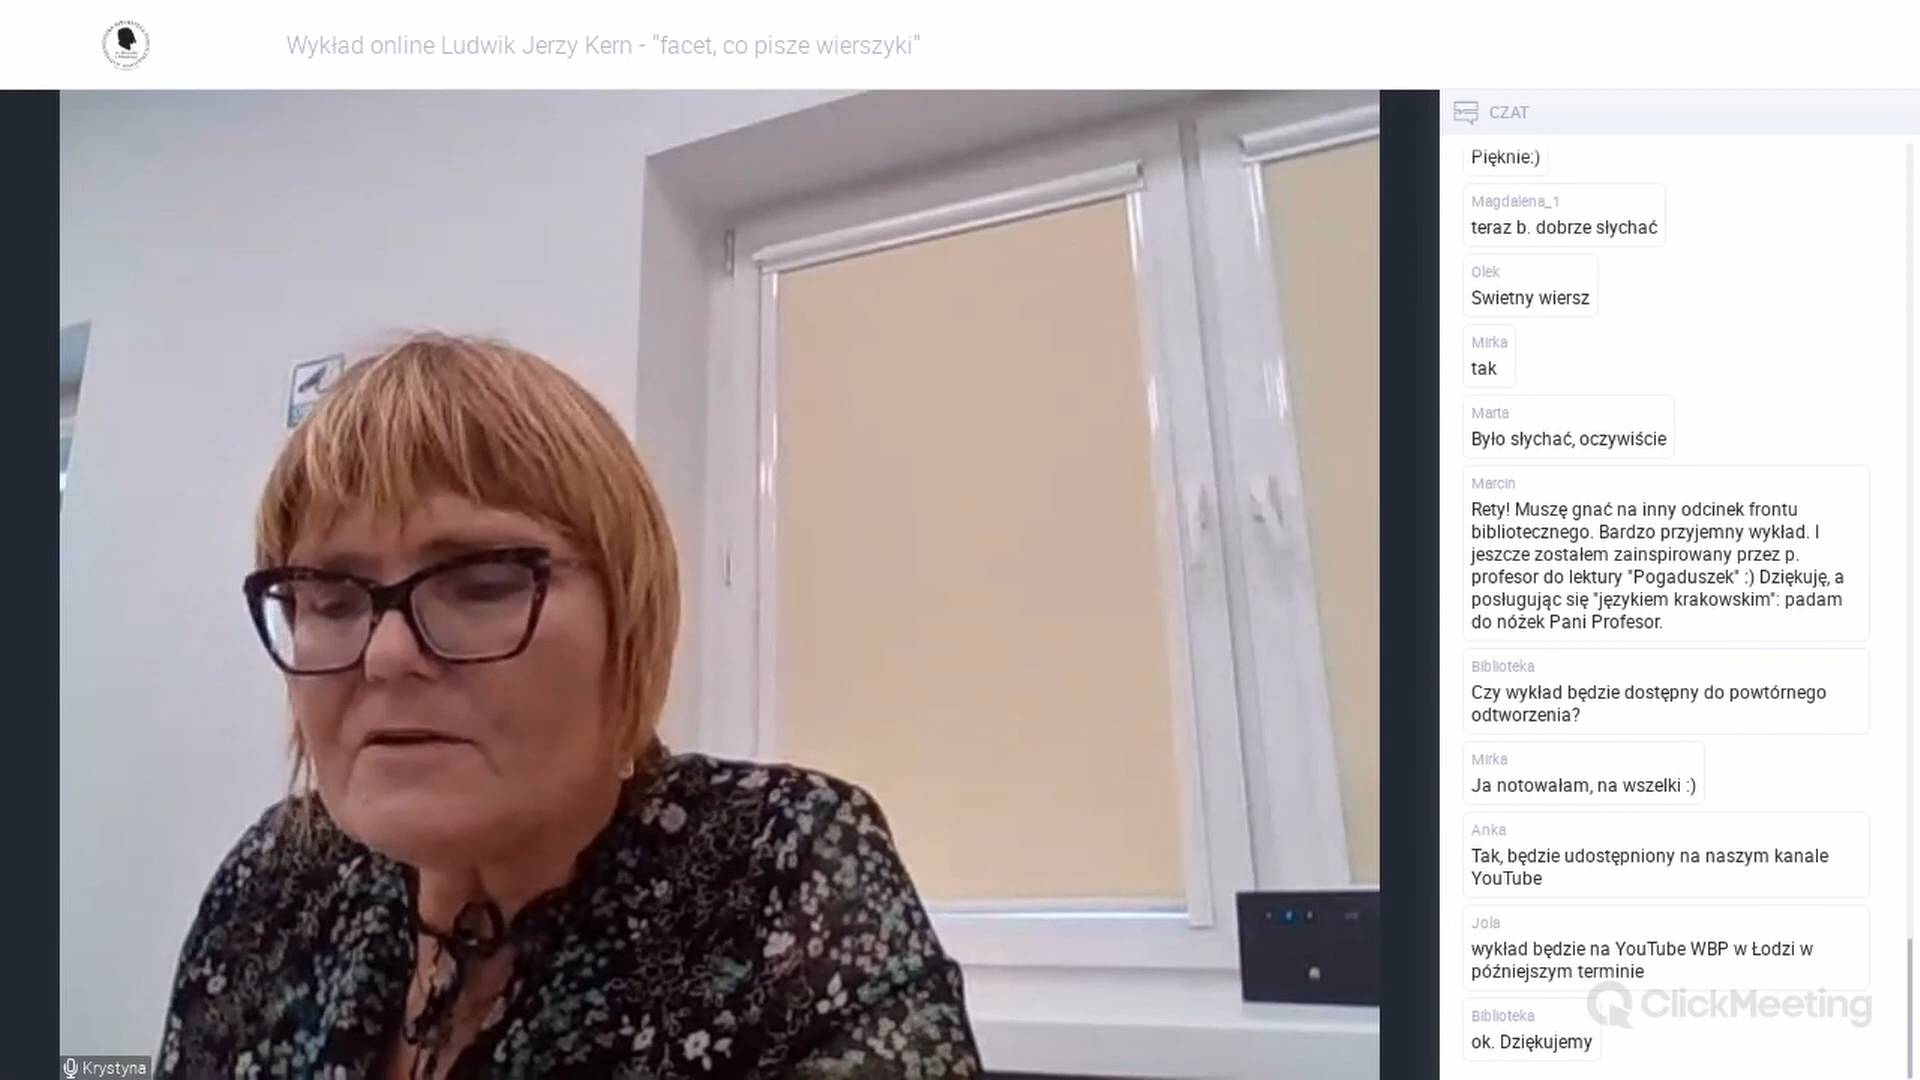 Wykład online Ludwik Jerzy Kern - "facet, co pisze wierszyki"
CZAT
Pięknie:)
Magdalena_1
teraz b. dobrze słychać
Olek
Swietny wiersz
Mirka
tak
Marta
Było słychać, oczywiście
Marcin
Rety! Muszę gnać na inny odcinek frontu
bibliotecznego. Bardzo przyjemny wykład. I
jeszcze zostałem zainspirowany przez p.
profesor do lektury "Pogaduszek" :) Dziękuję, a
posługując się "językiem krakowskim": padam
do nóżek Pani Profesor.
Biblioteka
Czy wykład będzie dostępny do powtórnego
odtworzenia?
Mirka
Ja notowałam, na wszelki :)
Anka
Tak, będzie udostępniony na naszym kanale
YouTube
Jola
wykład będzie na YouTube WBP w Łodzi w
późniejszym terminie
Biblioteka
ok. Dziękujemy
ClickMeeting
Krystyna